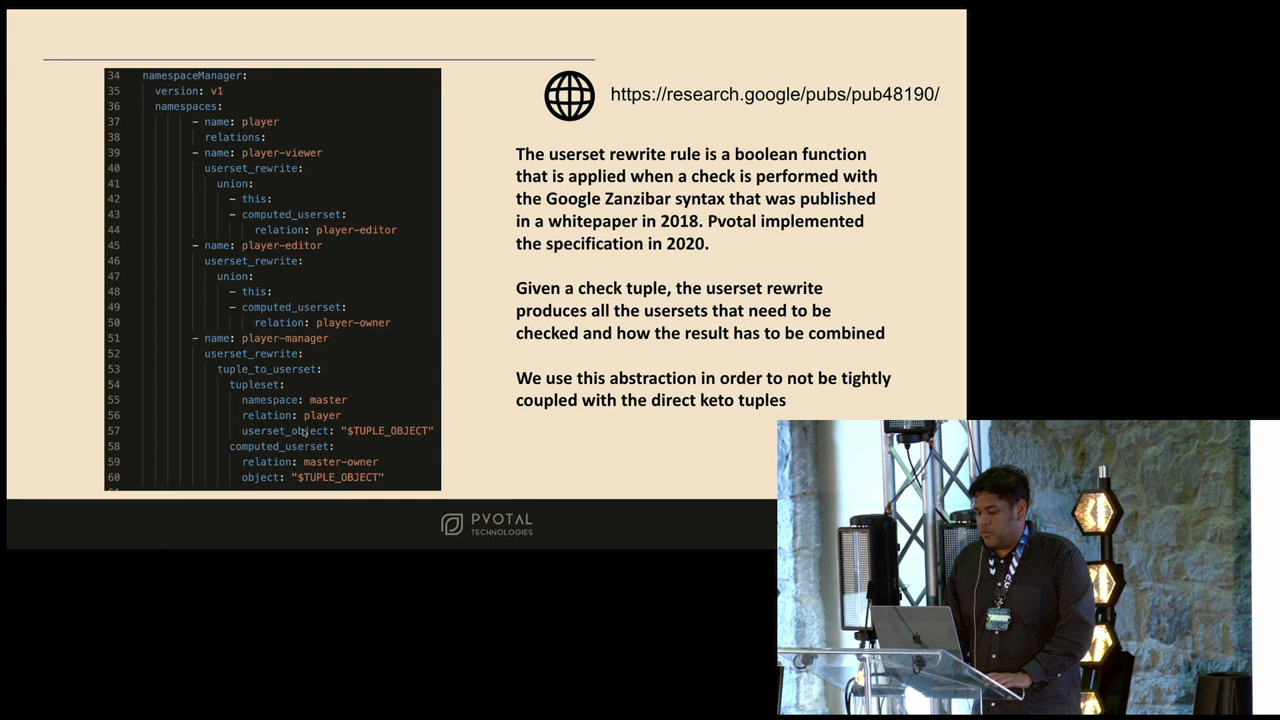 34 namespaceManager:
35 version: v1
36 namespaces:
37 - name: player
38 relations:
39 - name: player-viewer
40 userset_rewrite:
41 union:
42 - this:
43 - computed_userset:
44 relation: player-editor
45 - name: player-editor
46 userset_rewrite:
47 union:
48 - this:
49 - computed_userset:
50 relation: player-owner
51 - name: player-manager
52 userset_rewrite:
53 tuple_to_userset:
54 tupleset:
55 namespace: master
56 relation: player
57 userset_object: "$TUPLE_OBJECT"
58 computed_userset:
59 relation: master-owner
60 object: "$TUPLE_OBJECT"
https://research.google/pubs/pub48190/
The userset rewrite rule is a boolean function
that is applied when a check is performed with
the Google Zanzibar syntax that was published
in a whitepaper in 2018. Pvotal implemented
the specification in 2020.
Given a check tuple, the userset rewrite
produces all the usersets that need to be
checked and how the result has to be combined
We use this abstraction in order to not be tightly
coupled with the direct keto tuples
PVOTAL
TECHNOLOGIES